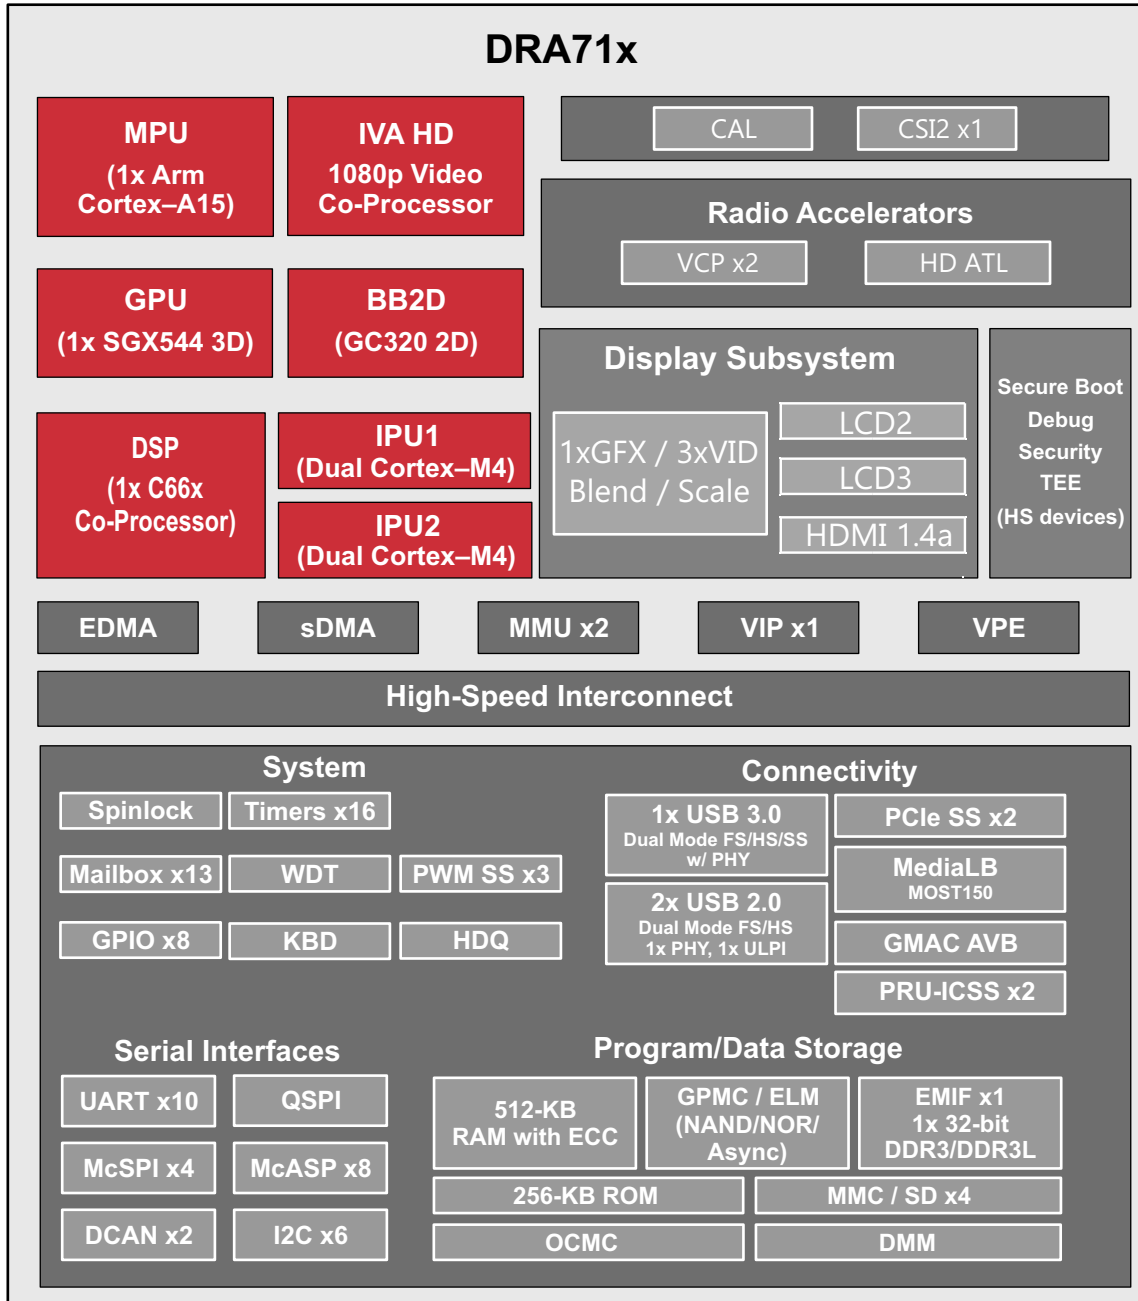 DRA71x
MPU
(1x Arm
Cortex–A15)
IVA HD
1080p Video
Co-Processor
CAL
CSI2 x1
Radio Accelerators
VCP x2
HD ATL
GPU
(1x SGX544 3D)
BB2D
(GC320 2D)
Display Subsystem
1xGFX / 3xVID
Blend / Scale
LCD2
LCD3
HDMI 1.4a
Secure Boot
Debug
Security
TEE
(HS devices)
DSP
(1x C66x
Co-Processor)
IPU1
(Dual Cortex–M4)
IPU2
(Dual Cortex–M4)
EDMA
sDMA
MMU x2
VIP x1
VPE
High-Speed Interconnect
System
Spinlock
Timers x16
Mailbox x13
WDT
PWM SS x3
GPIO x8
KBD
HDQ
Connectivity
1x USB 3.0
Dual Mode FS/HS/SS
w/ PHY
2x USB 2.0
Dual Mode FS/HS
1x PHY, 1x ULPI
PCIe SS x2
MediaLB
MOST150
GMAC AVB
PRU-ICSS x2
Serial Interfaces
UART x10
QSPI
McSPI x4
McASP x8
DCAN x2
I2C x6
Program/Data Storage
512-KB
RAM with ECC
GPMC / ELM
(NAND/NOR/
Async)
EMIF x1
1x 32-bit
DDR3/DDR3L
256-KB ROM
MMC / SD x4
OCMC
DMM